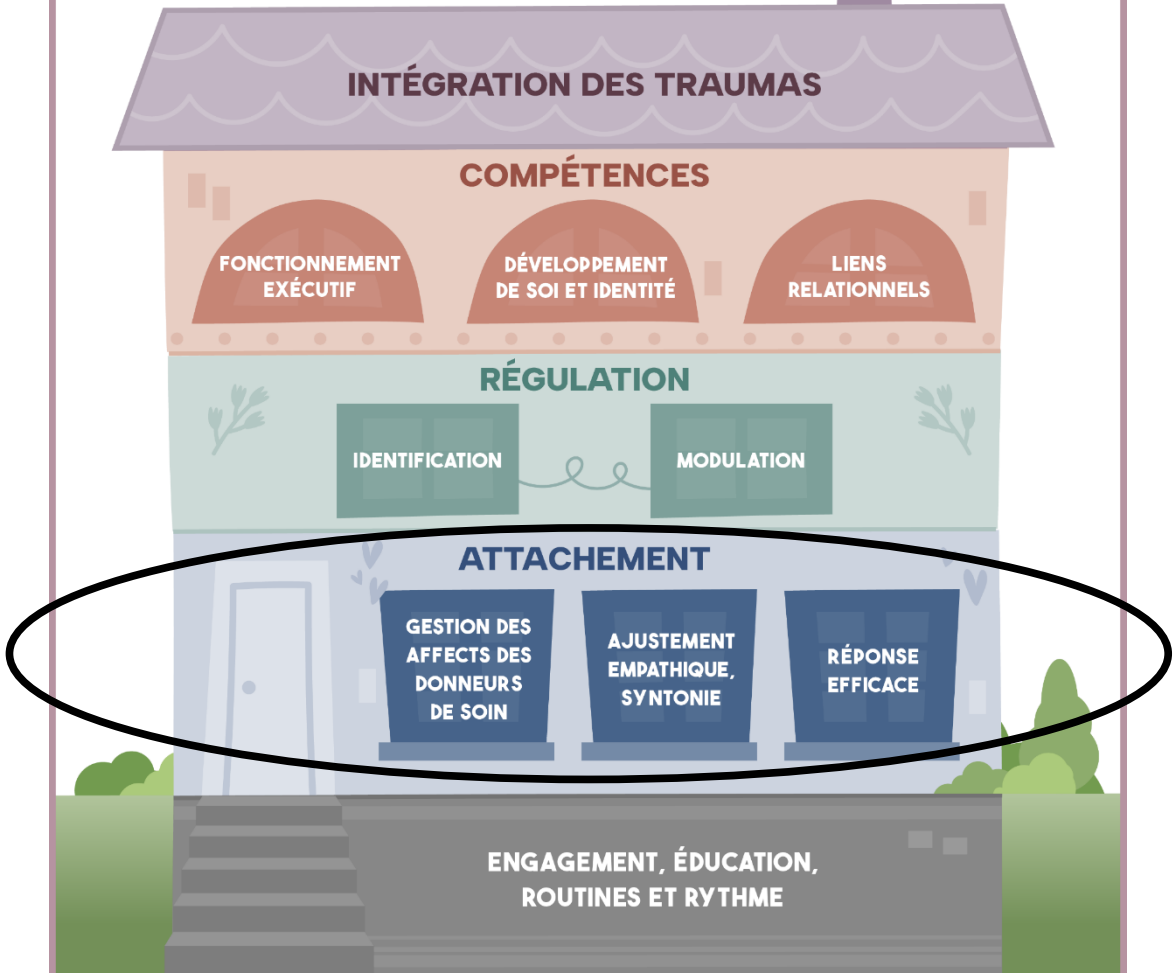 INTÉGRATION DES TRAUMAS
COMPÉTENCES
FONCTIONNEMENT
EXÉCUTIF
DÉVELOPPEMENT
DE SOI ET IDENTITÉ
LIENS
RELATIONNELS
RÉGULATION
IDENTIFICATION
MODULATION
ATTACHEMENT
GESTION DES
AFFECTS DES
DONNEURS
DE SOIN
AJUSTEMENT
EMPATHIQUE,
SYNTONIE
RÉPONSE
EFFICACE
ENGAGEMENT, ÉDUCATION,
ROUTINES ET RYTHME